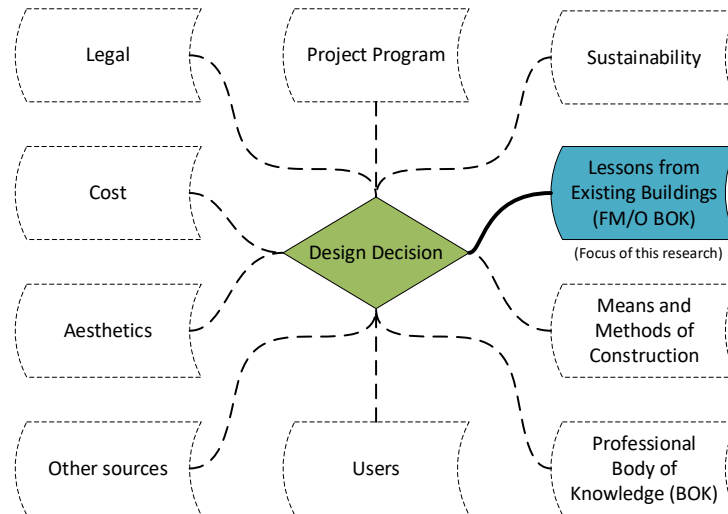 Legal
Project Program
Sustainability
Cost
Lessons from
Existing Buildings
(FM/O BOK)
(Focus of this research)
Design Decision
Aesthetics
Means and
Methods of
Construction
Other sources
Users
Professional
Body of
Knowledge (BOK)